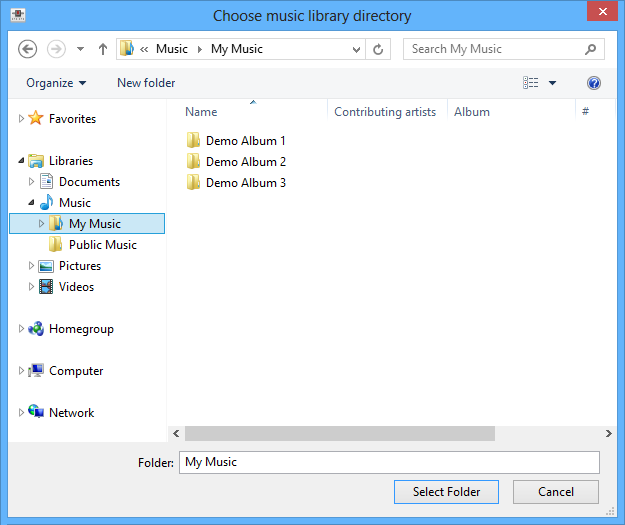 Choose music library directory
« Music My Music
Search My Music
Organize New folder
Name Contributing artists Album #
Favorites
Libraries
Documents
Music
My Music
Public Music
Pictures
Videos
Homegroup
Computer
Network
Demo Album 1
Demo Album 2
Demo Album 3
Folder: My Music
Select Folder Cancel